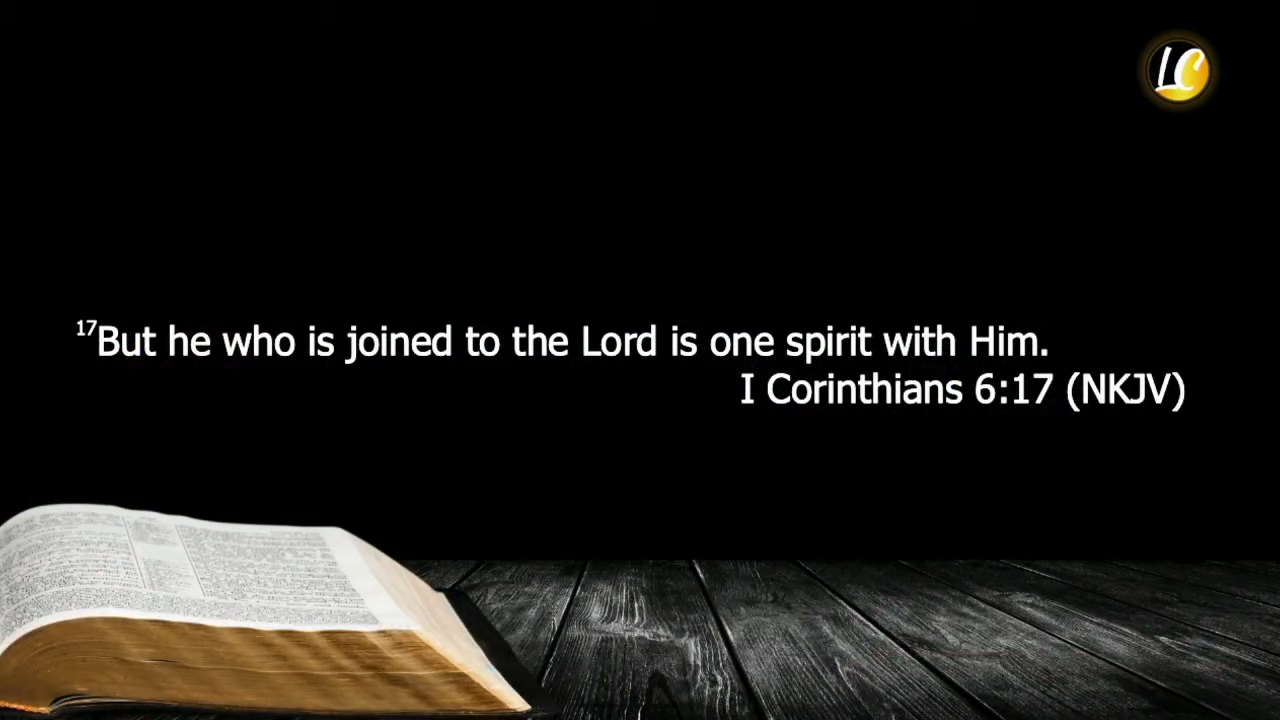 LC
¹⁷But he who is joined to the Lord is one spirit with Him.
I Corinthians 6:17 (NKJV)